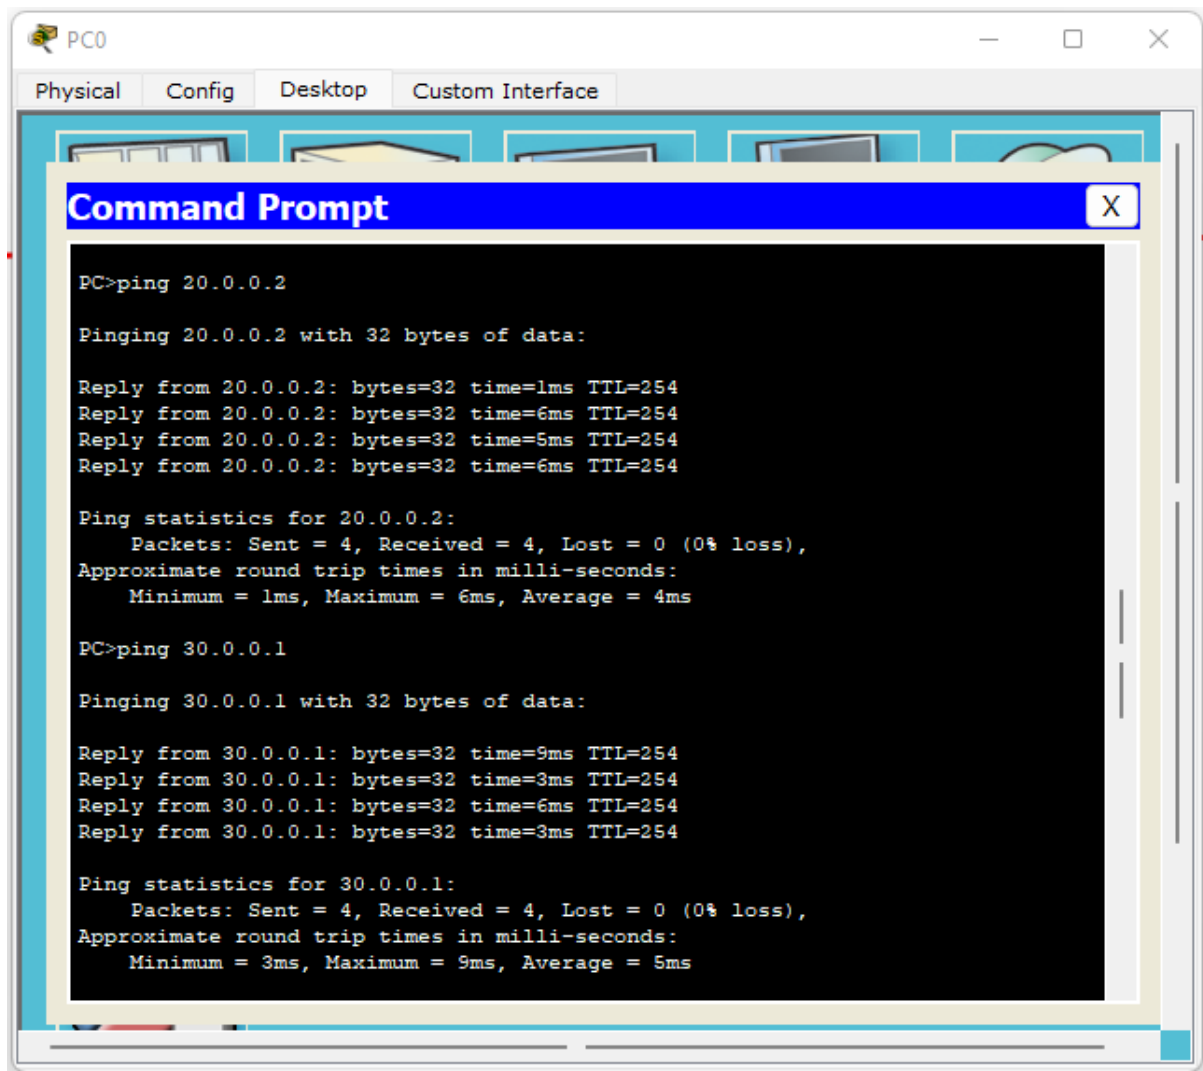 PC0
Physical Config Desktop Custom Interface
Command Prompt X
PC>ping 20.0.0.2
Pinging 20.0.0.2 with 32 bytes of data:
Reply from 20.0.0.2: bytes=32 time=1ms TTL=254
Reply from 20.0.0.2: bytes=32 time=6ms TTL=254
Reply from 20.0.0.2: bytes=32 time=5ms TTL=254
Reply from 20.0.0.2: bytes=32 time=6ms TTL=254
Ping statistics for 20.0.0.2:
Packets: Sent = 4, Received = 4, Lost = 0 (0% loss),
Approximate round trip times in milli-seconds:
Minimum = 1ms, Maximum = 6ms, Average = 4ms
PC>ping 30.0.0.1
Pinging 30.0.0.1 with 32 bytes of data:
Reply from 30.0.0.1: bytes=32 time=9ms TTL=254
Reply from 30.0.0.1: bytes=32 time=3ms TTL=254
Reply from 30.0.0.1: bytes=32 time=6ms TTL=254
Reply from 30.0.0.1: bytes=32 time=3ms TTL=254
Ping statistics for 30.0.0.1:
Packets: Sent = 4, Received = 4, Lost = 0 (0% loss),
Approximate round trip times in milli-seconds:
Minimum = 3ms, Maximum = 9ms, Average = 5ms